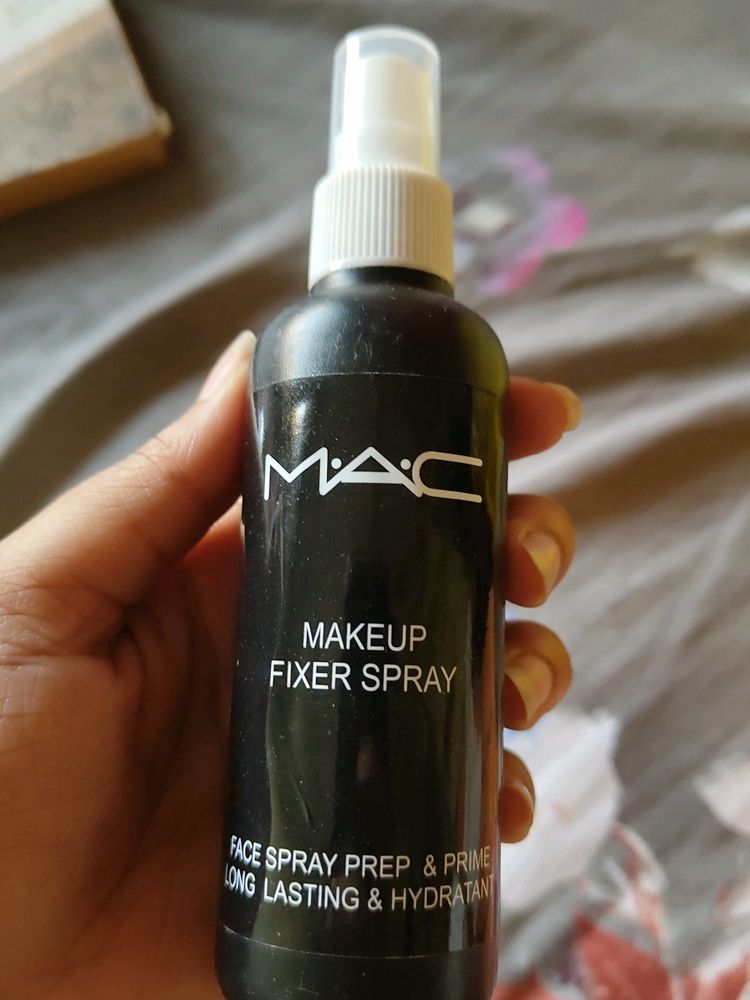 M·A·C
MAKEUP
FIXER SPRAY
FACE SPRAY PREP & PRIME
LONG LASTING & HYDRATANT